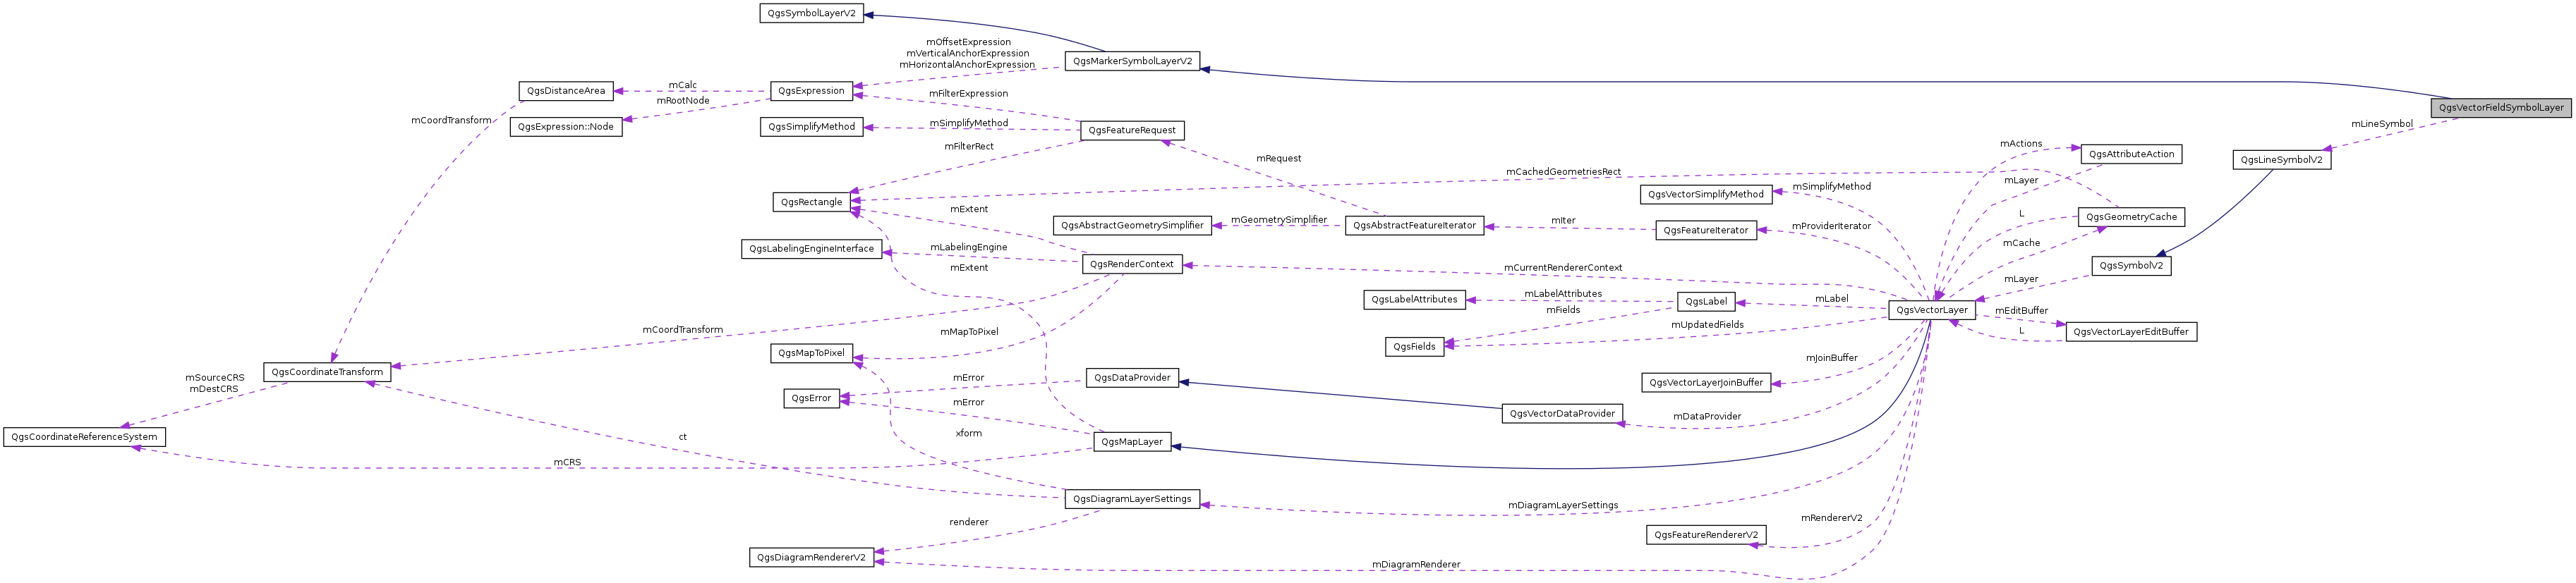 QgsSymbolLayerV2
mOffsetExpression
mVerticalAnchorExpression
mHorizontalAnchorExpression
QgsMarkerSymbolLayerV2
QgsDistanceArea
mCalc
QgsExpression
mRootNode
mFilterExpression
QgsVectorFieldSymbolLayer
mCoordTransform
QgsExpression::Node
QgsSimplifyMethod
mSimplifyMethod
QgsFeatureRequest
mLineSymbol
mFilterRect
mRequest
mActions
QgsAttributeAction
QgsLineSymbolV2
mCachedGeometriesRect
mLayer
QgsRectangle
QgsVectorSimplifyMethod
mSimplifyMethod
mExtent
QgsAbstractGeometrySimplifier
mGeometrySimplifier
QgsAbstractFeatureIterator
mIter
QgsFeatureIterator
mProviderIterator
L
QgsGeometryCache
QgsLabelingEngineInterface
mLabelingEngine
mCache
mExtent
QgsRenderContext
mCurrentRendererContext
QgsSymbolV2
mLayer
QgsLabelAttributes
mLabelAttributes
mFields
QgsLabel
mLabel
QgsVectorLayer
mEditBuffer
mCoordTransform
mMapToPixel
mUpdatedFields
L
QgsVectorLayerEditBuffer
QgsMapToPixel
QgsFields
mJoinBuffer
QgsCoordinateTransform
mSourceCRS
mDestCRS
mError
QgsDataProvider
QgsVectorLayerJoinBuffer
QgsError
mError
QgsVectorDataProvider
mDataProvider
QgsCoordinateReferenceSystem
ct
xform
QgsMapLayer
mCRS
QgsDiagramLayerSettings
mDiagramLayerSettings
renderer
mRendererV2
QgsFeatureRendererV2
QgsDiagramRendererV2
mDiagramRenderer